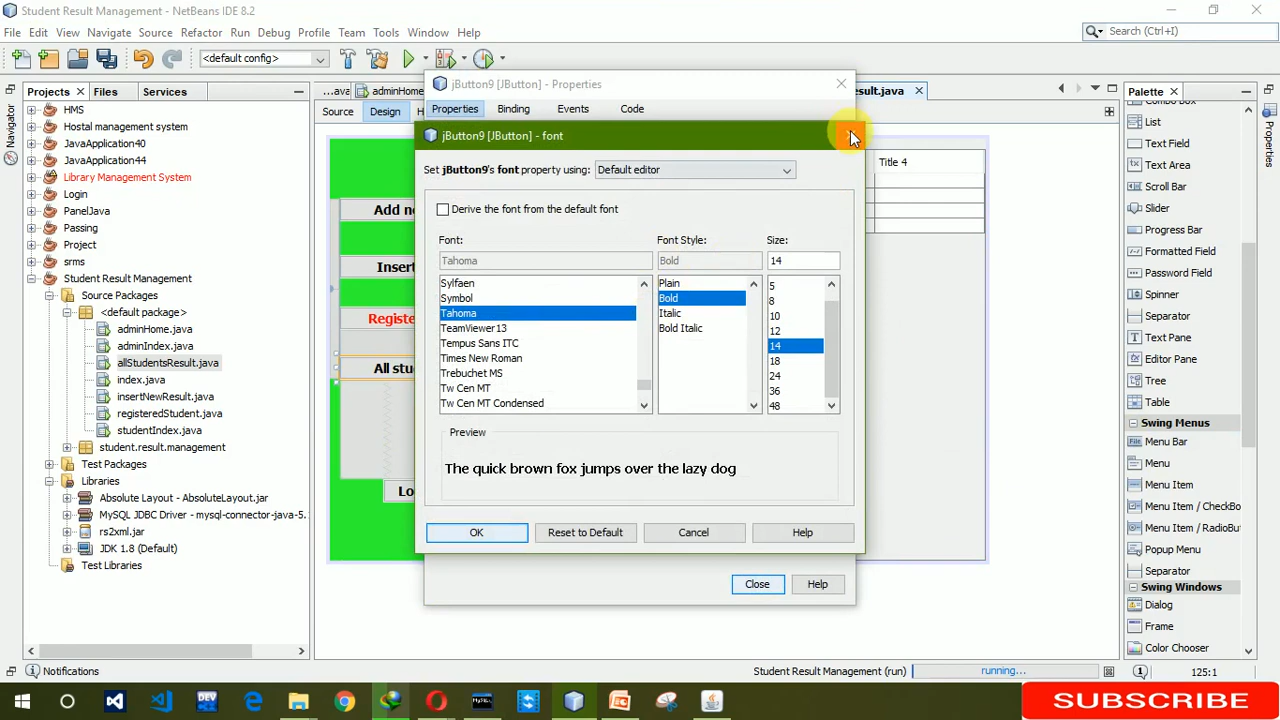 Student Result Management - NetBeans IDE 8.2
File Edit View Navigate Source Refactor Run Debug Profile Team Tools Window Help
Search (Ctrl+I)
<default config>
Projects Files Services
Navigator
HMS
Hostal management system
JavaApplication40
JavaApplication44
Library Management System
Login
PanelJava
Passing
Project
srms
Student Result Management
Source Packages
<default package>
adminHome.java
adminIndex.java
allStudentsResult.java
index.java
insertNewResult.java
registeredStudent.java
studentIndex.java
student.result.management
Test Packages
Libraries
Absolute Layout - AbsoluteLayout.jar
MySQL JDBC Driver - mysql-connector-java-5.
rs2xml.jar
JDK 1.8 (Default)
Test Libraries
.ava adminHome
esult.java
Source Design H
Add ne
Insert
Registe
All stu
Lo
Title 4
jButton9 [JButton] - Properties
Properties Binding Events Code
jButton9 [JButton] - font
Set jButton9's font property using: Default editor
Derive the font from the default font
Font: Font Style: Size:
Tahoma Bold 14
Sylfaen
Symbol
Tahoma
TeamViewer13
Tempus Sans ITC
Times New Roman
Trebuchet MS
Tw Cen MT
Tw Cen MT Condensed
Plain
Bold
Italic
Bold Italic
5
8
10
12
14
18
24
36
48
Preview
The quick brown fox jumps over the lazy dog
OK Reset to Default Cancel Help
Close Help
Palette
Combo Box
List
Text Field
Text Area
Scroll Bar
Slider
Progress Bar
Formatted Field
Password Field
Spinner
Separator
Text Pane
Editor Pane
Tree
Table
Swing Menus
Menu Bar
Menu
Menu Item
Menu Item / CheckBo
Menu Item / RadioBut
Popup Menu
Separator
Swing Windows
Dialog
Frame
Color Chooser
Properties
Notifications
Student Result Management (run) running... 125:1
DEV
MySQL
SUBSCRIBE